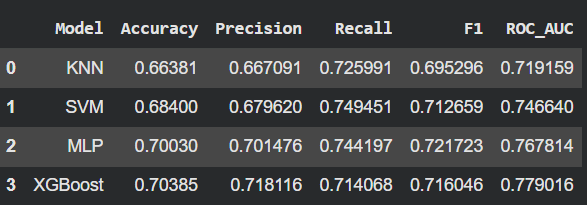 Model Accuracy Precision Recall F1 ROC_AUC
0 KNN 0.66381 0.667091 0.725991 0.695296 0.719159
1 SVM 0.68400 0.679620 0.749451 0.712659 0.746640
2 MLP 0.70030 0.701476 0.744197 0.721723 0.767814
3 XGBoost 0.70385 0.718116 0.714068 0.716046 0.779016